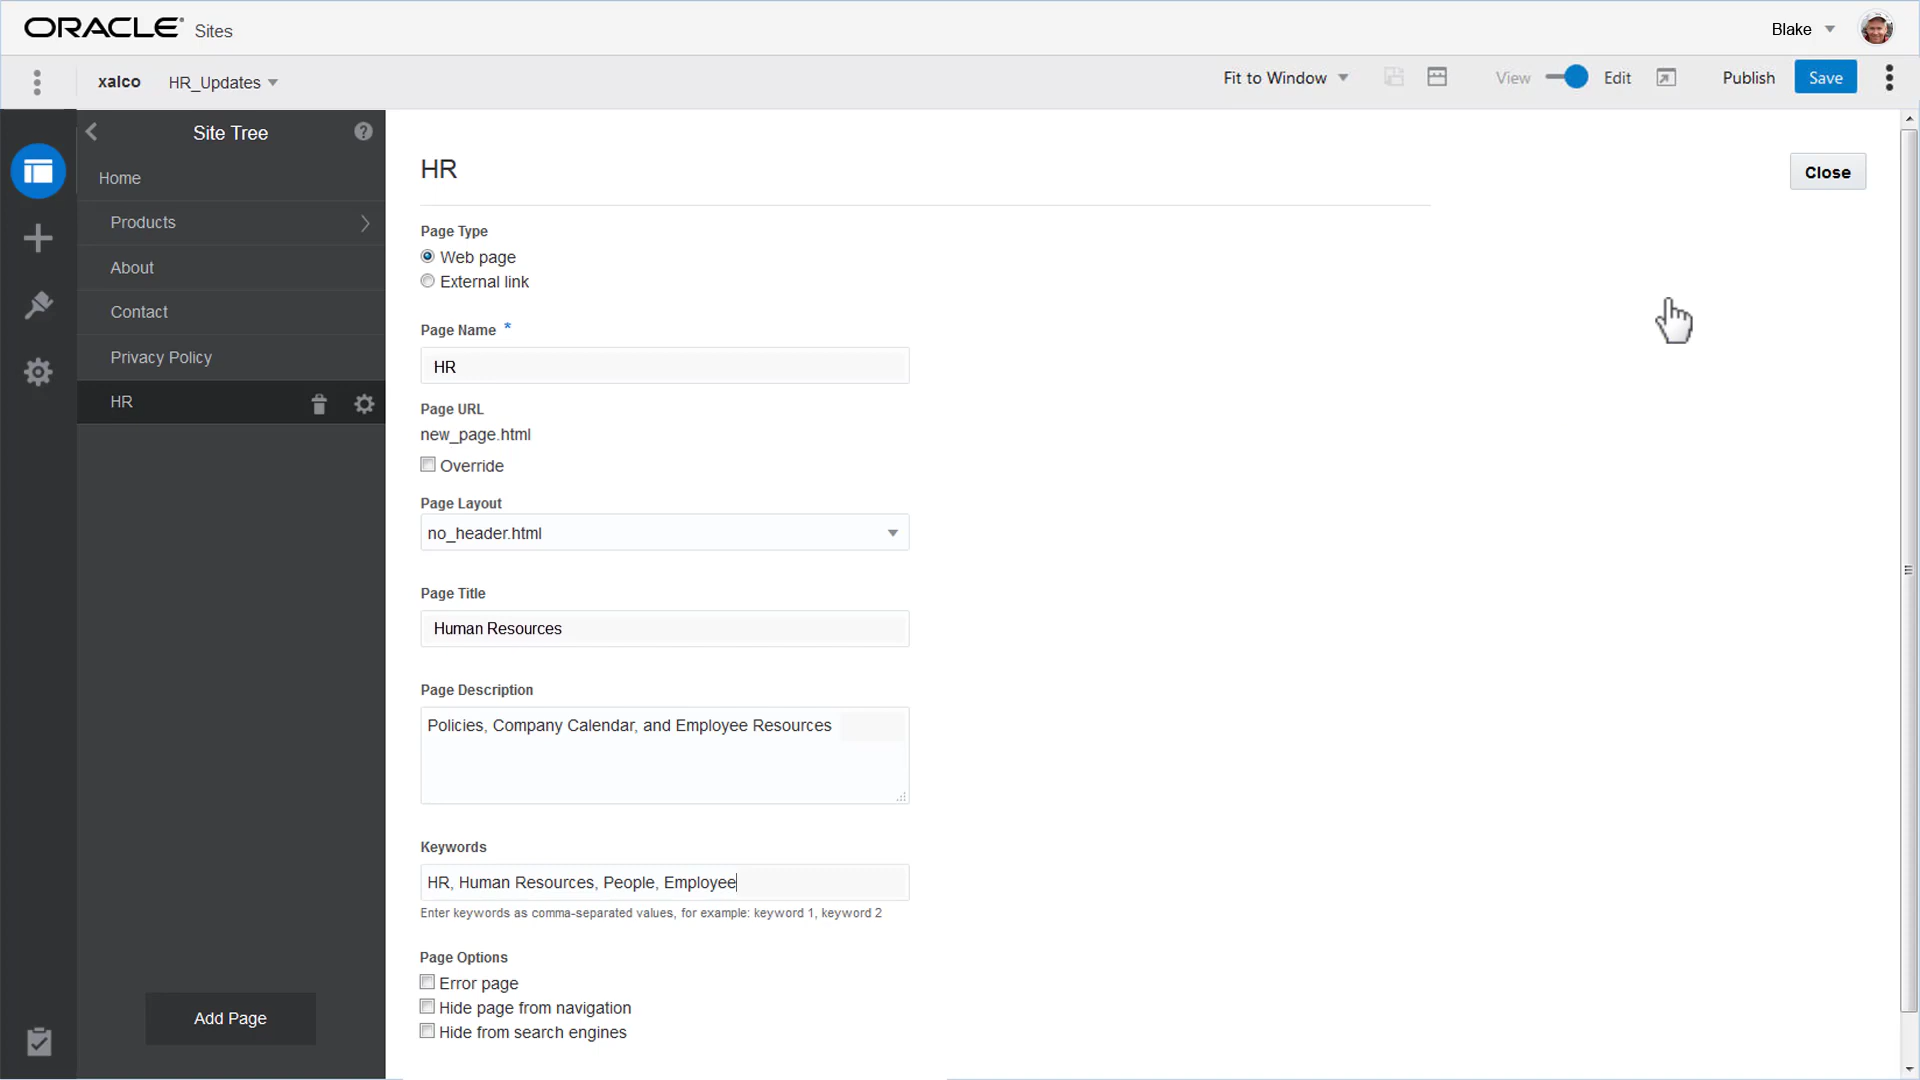 ORACLE Sites
Blake
xalco HR_Updates
Fit to Window
View Edit
Publish Save
Site Tree
Home
Products
About
Contact
Privacy Policy
HR
Add Page
HR
Close
Page Type
Web page
External link
Page Name *
HR
Page URL
new_page.html
Override
Page Layout
no_header.html
Page Title
Human Resources
Page Description
Policies, Company Calendar, and Employee Resources
Keywords
HR, Human Resources, People, Employee
Enter keywords as comma-separated values, for example: keyword 1, keyword 2
Page Options
Error page
Hide page from navigation
Hide from search engines